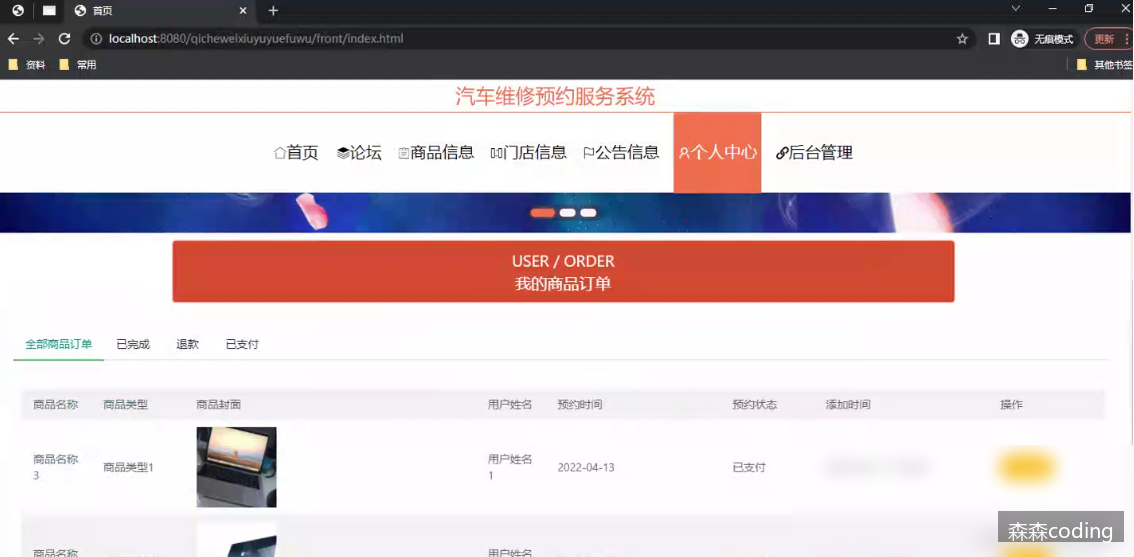 首页
localhost:8080/qicheweixiuyuyuefuwu/front/index.html
无痕模式
更新
资料
常用
其他书签
汽车维修预约服务系统
首页 论坛 商品信息 门店信息 公告信息 个人中心 后台管理
USER / ORDER
我的商品订单
全部商品订单 已完成 退款 已支付
商品名称 商品类型 商品封面 用户姓名 预约时间 预约状态 添加时间 操作
商品名称
3
商品类型1
用户姓名
1
2022-04-13
已支付
商品名称
用户姓名
森森coding